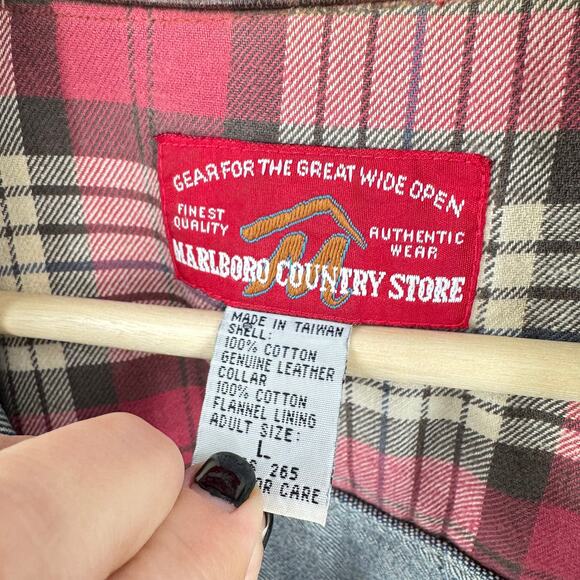 GEAR FOR THE GREAT WIDE OPEN
FINEST
QUALITY
AUTHENTIC
WEAR
MARLBORO COUNTRY STORE
MADE IN TAIWAN
SHELL:
100% COTTON
GENUINE LEATHER
COLLAR
100% COTTON
FLANNEL LINING
ADULT SIZE:
L
265
CARE